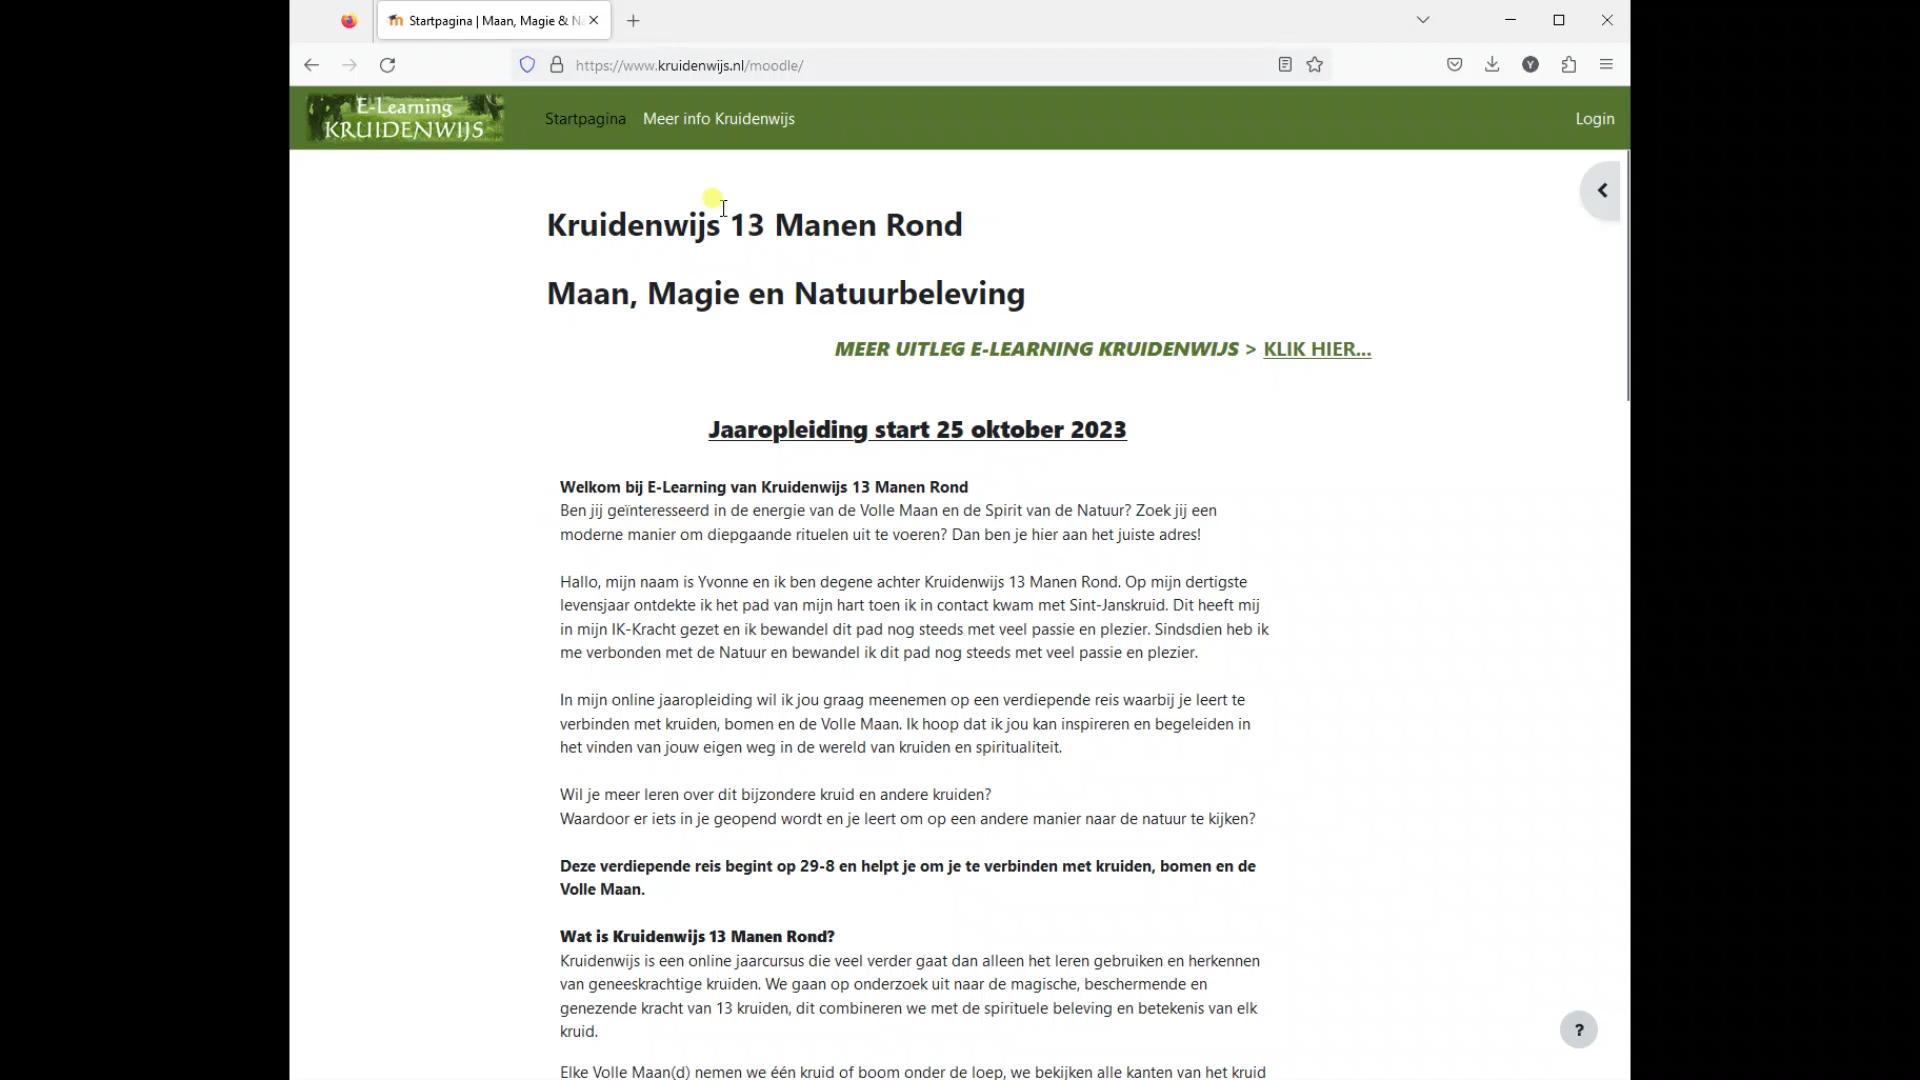 Startpagina | Maan, Magie & N
https://www.kruidenwijs.nl/moodle/
E-Learning
KRUIDENWIJS
Startpagina
Meer info Kruidenwijs
Login
Kruidenwijs 13 Manen Rond
Maan, Magie en Natuurbeleving
MEER UITLEG E-LEARNING KRUIDENWIJS > KLIK HIER...
Jaaropleiding start 25 oktober 2023
Welkom bij E-Learning van Kruidenwijs 13 Manen Rond
Ben jij geïnteresseerd in de energie van de Volle Maan en de Spirit van de Natuur? Zoek jij een
moderne manier om diepgaande rituelen uit te voeren? Dan ben je hier aan het juiste adres!
Hallo, mijn naam is Yvonne en ik ben degene achter Kruidenwijs 13 Manen Rond. Op mijn dertigste
levensjaar ontdekte ik het pad van mijn hart toen ik in contact kwam met Sint-Janskruid. Dit heeft mij
in mijn IK-Kracht gezet en ik bewandel dit pad nog steeds met veel passie en plezier. Sindsdien heb ik
me verbonden met de Natuur en bewandel ik dit pad nog steeds met veel passie en plezier.
In mijn online jaaropleiding wil ik jou graag meenemen op een verdiepende reis waarbij je leert te
verbinden met kruiden, bomen en de Volle Maan. Ik hoop dat ik jou kan inspireren en begeleiden in
het vinden van jouw eigen weg in de wereld van kruiden en spiritualiteit.
Wil je meer leren over dit bijzondere kruid en andere kruiden?
Waardoor er iets in je geopend wordt en je leert om op een andere manier naar de natuur te kijken?
Deze verdiepende reis begint op 29-8 en helpt je om je te verbinden met kruiden, bomen en de
Volle Maan.
Wat is Kruidenwijs 13 Manen Rond?
Kruidenwijs is een online jaarcursus die veel verder gaat dan alleen het leren gebruiken en herkennen
van geneeskrachtige kruiden. We gaan op onderzoek uit naar de magische, beschermende en
genezende kracht van 13 kruiden, dit combineren we met de spirituele beleving en betekenis van elk
kruid.
Elke Volle Maan(d) nemen we één kruid of boom onder de loep, we bekijken alle kanten van het kruid
?